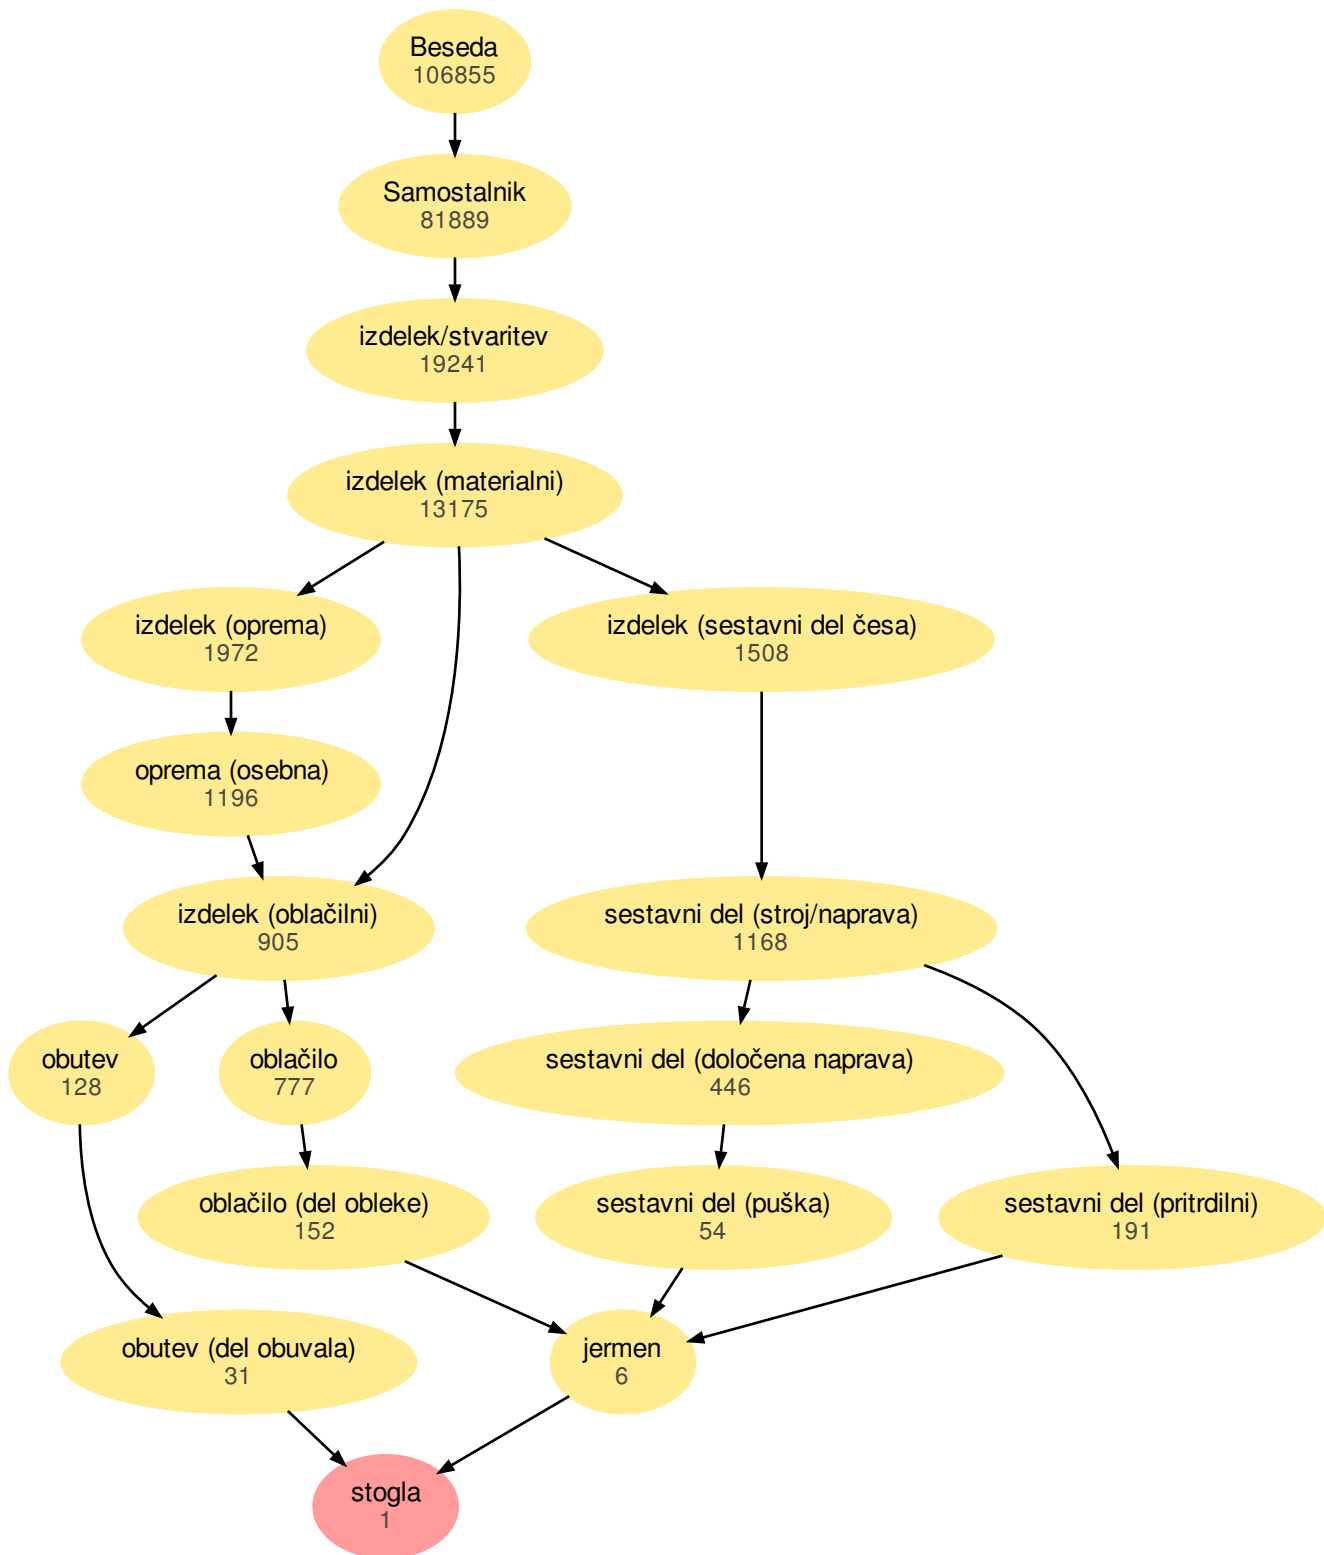 Beseda
106855
Samostalnik
81889
izdelek/stvaritev
19241
izdelek (materialni)
13175
izdelek (oprema)
1972
izdelek (sestavni del česa)
1508
oprema (osebna)
1196
izdelek (oblačilni)
905
sestavni del (stroj/naprava)
1168
obutev
128
oblačilo
777
sestavni del (določena naprava)
446
oblačilo (del obleke)
152
sestavni del (puška)
54
sestavni del (pritrdilni)
191
obutev (del obuvala)
31
jermen
6
stogla
1